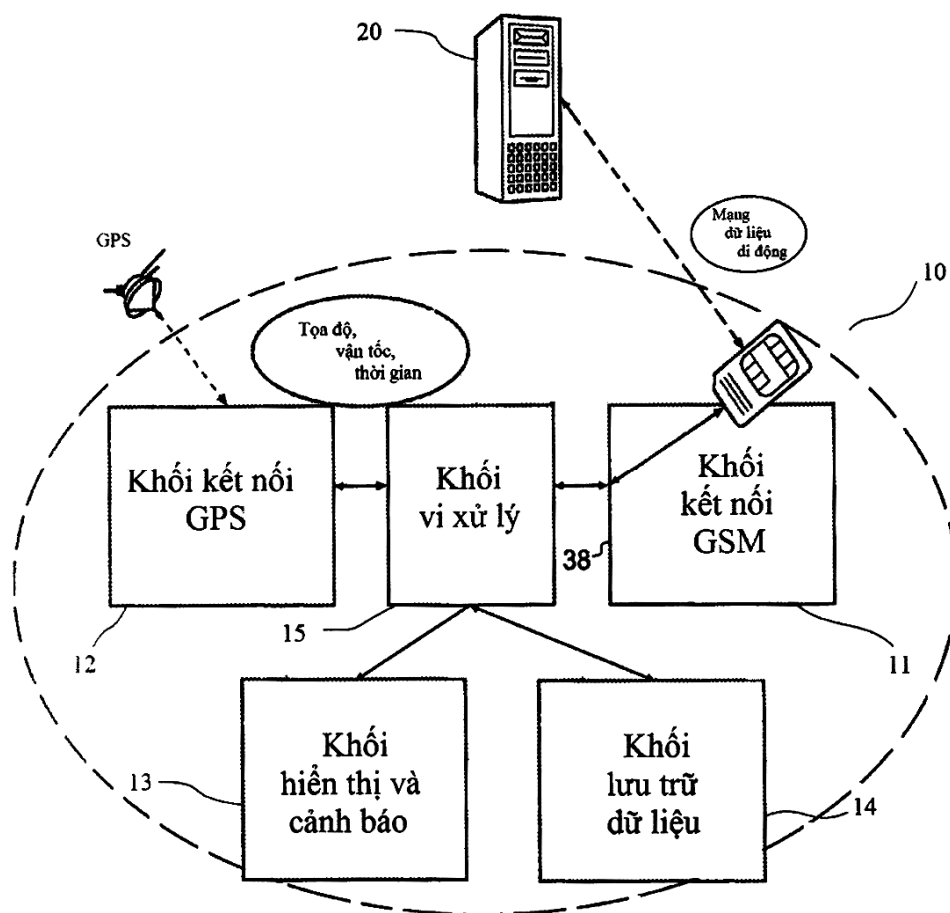 20
Mạng
dữ liệu
di động
GPS
10
Tọa độ,
vận tốc,
thời gian
Khối kết nối
GPS
Khối
vi xử lý
Khối
kết nối
GSM
38
12
15
11
Khối
hiển thị và
cảnh báo
Khối
lưu trữ
dữ liệu
13
14